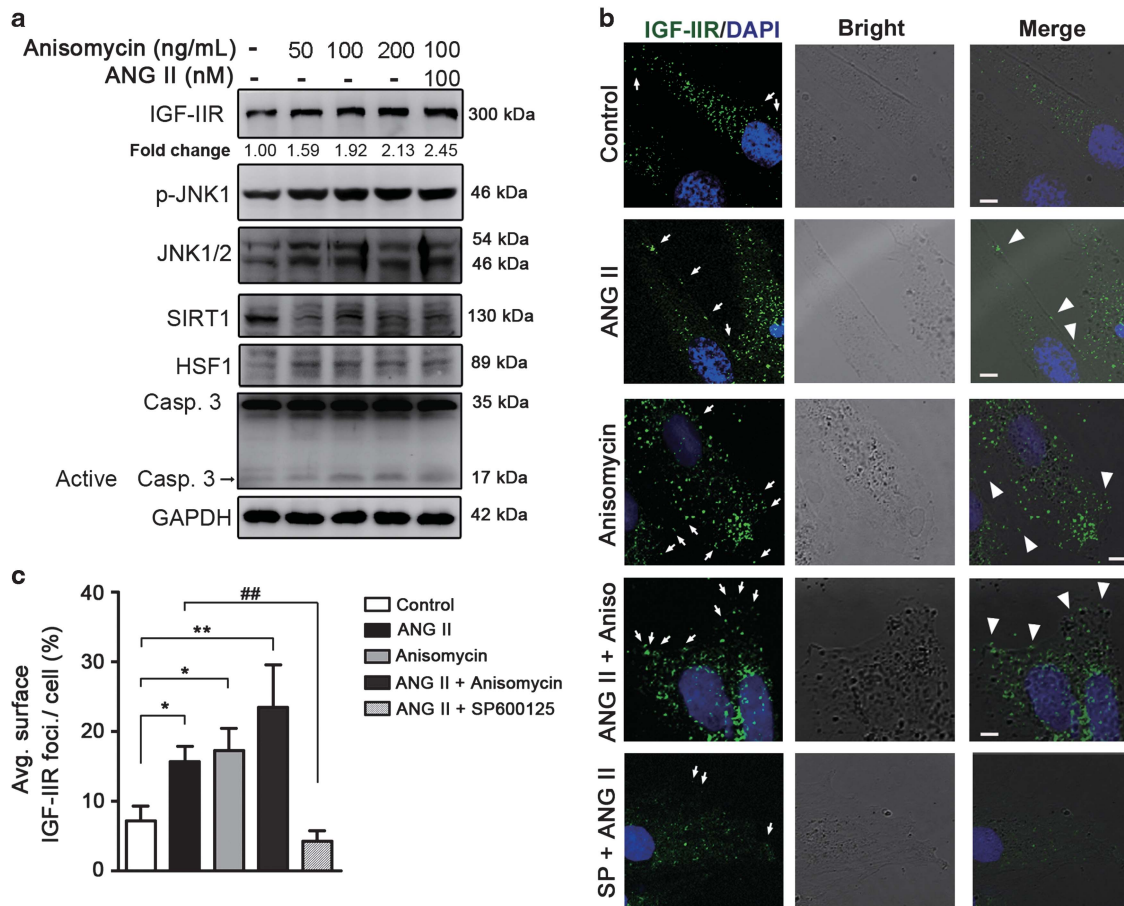 a
Anisomycin (ng/mL) - 50 100 200 100
ANG II (nM) - - - - 100
IGF-IIR 300 kDa
Fold change 1.00 1.59 1.92 2.13 2.45
p-JNK1 46 kDa
JNK1/2 54 kDa
46 kDa
SIRT1 130 kDa
HSF1 89 kDa
Casp. 3 35 kDa
Active Casp. 3 → 17 kDa
GAPDH 42 kDa
b
IGF-IIR/DAPI Bright Merge
Control
ANG II
Anisomycin
ANG II + Aniso
SP + ANG II
c
Avg. surface
IGF-IIR foci./ cell (%)
40
30
20
10
0
*
*
**
##
Control
ANG II
Anisomycin
ANG II + Anisomycin
ANG II + SP600125